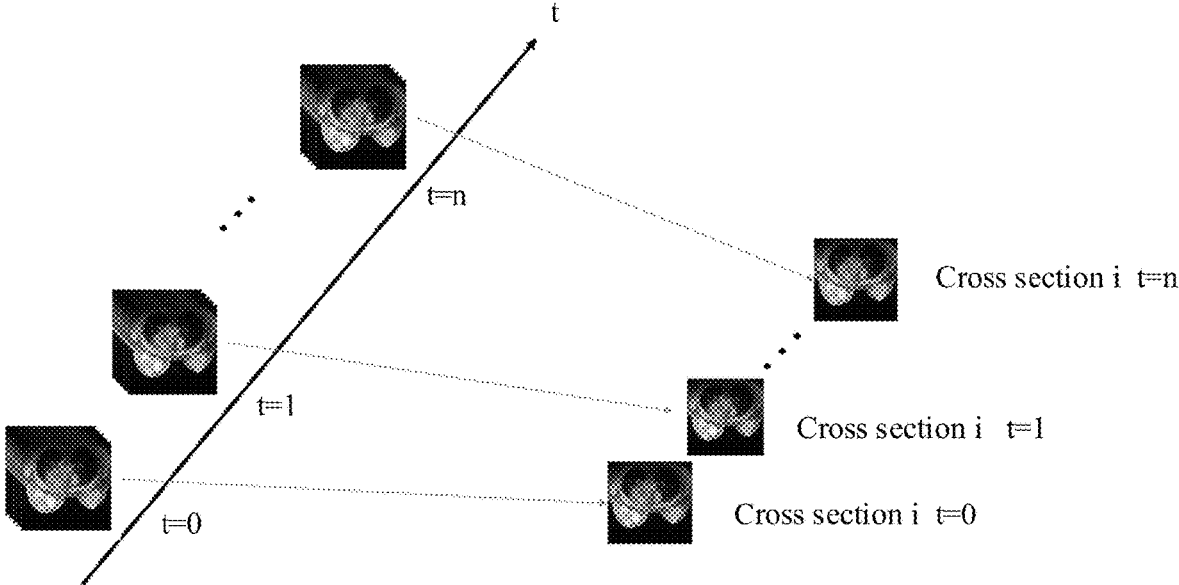 t
t=n
Cross section i t=n
t=1
Cross section i t=1
t=0
Cross section i t=0